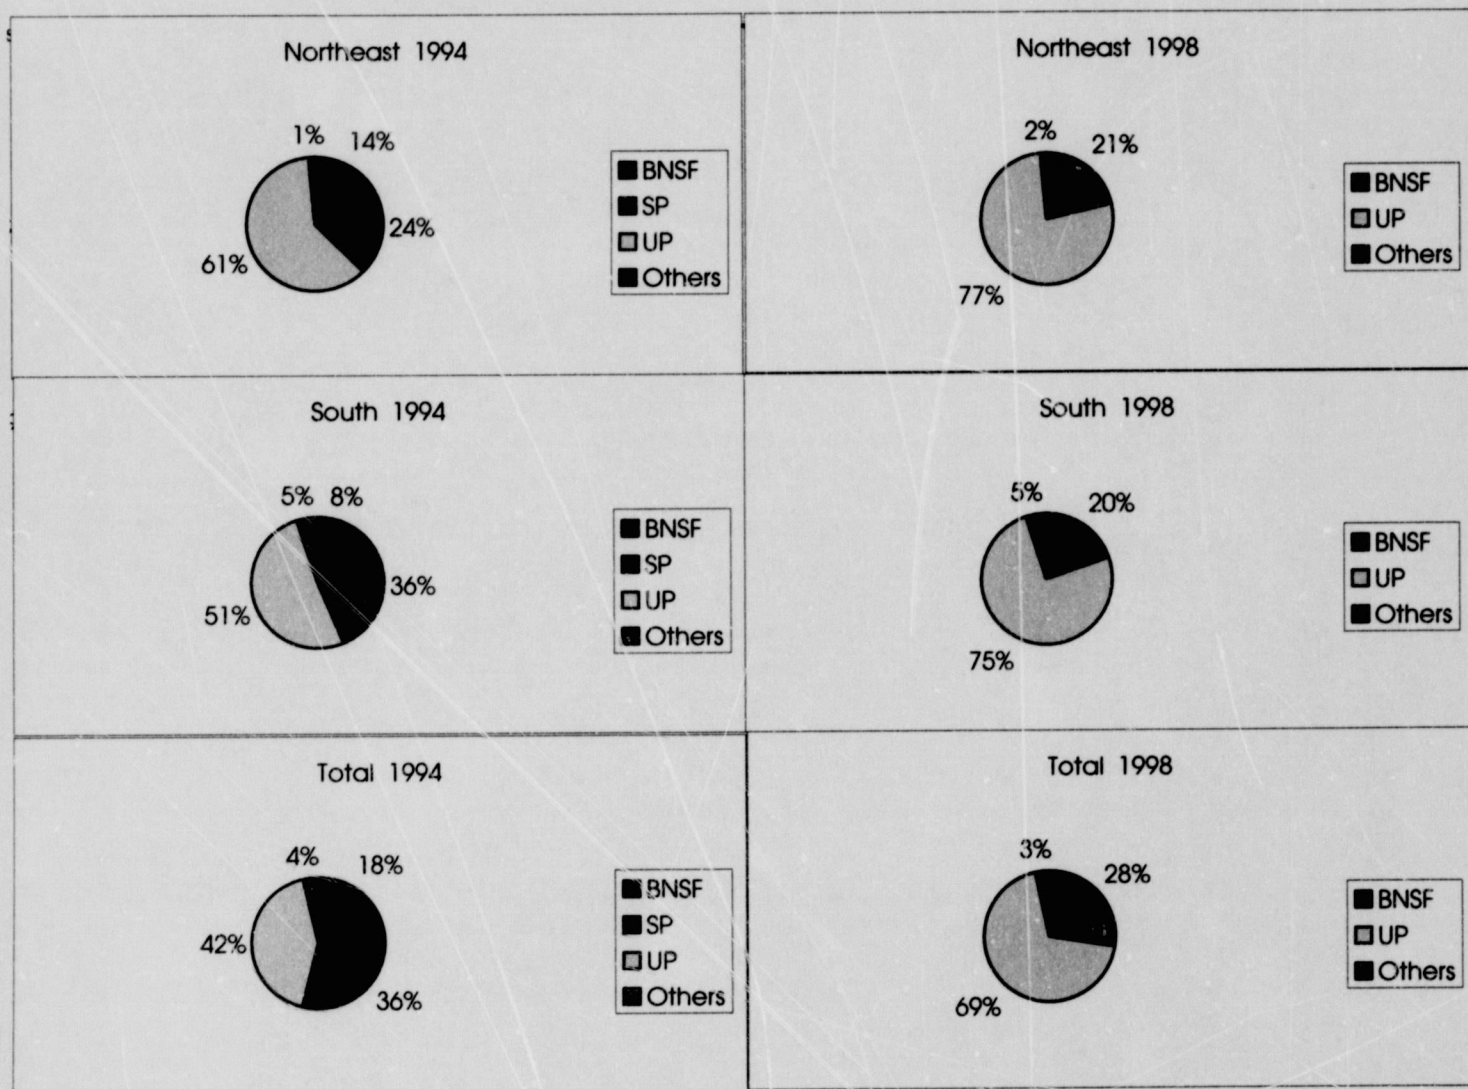 Northeast 1994
1% 14%
24%
61%
BNSF
SP
UP
Others
Northeast 1998
2% 21%
77%
BNSF
UP
Others
South 1994
5% 8%
36%
51%
BNSF
SP
UP
Others
South 1998
5% 20%
75%
BNSF
UP
Others
Total 1994
4% 18%
42%
36%
BNSF
SP
UP
Others
Total 1998
3% 28%
69%
BNSF
UP
Others